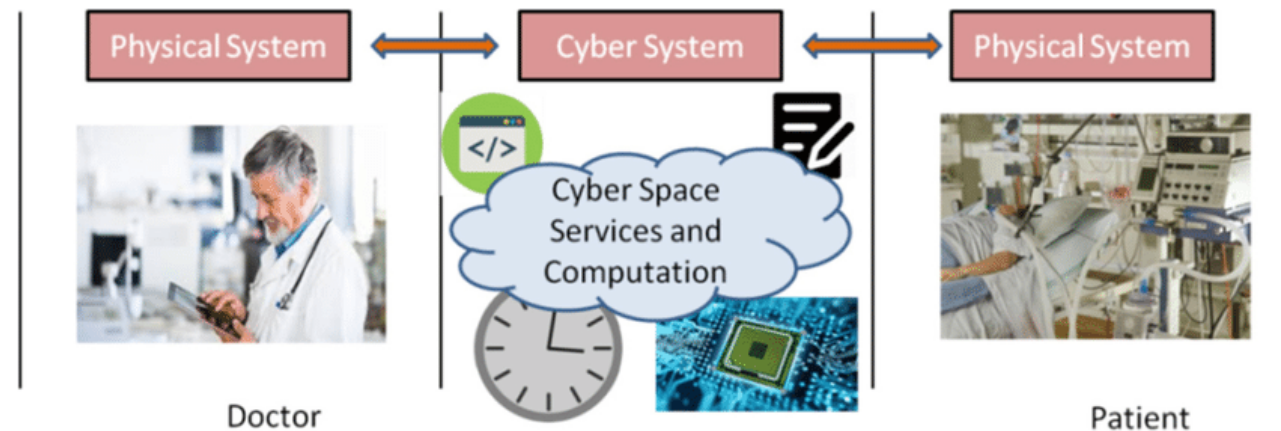 Physical System
Cyber System
Physical System
</>
Cyber Space
Services and
Computation
Doctor
Patient